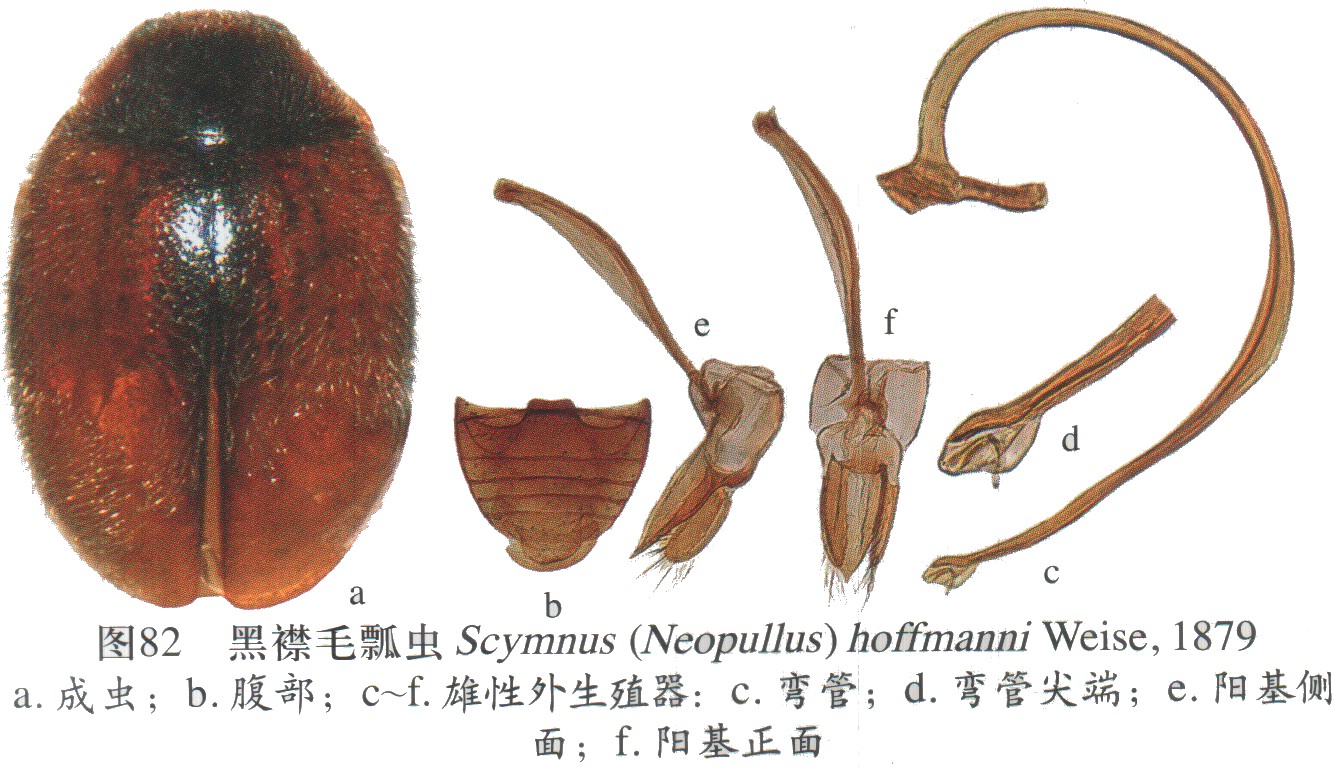 e
f
d
a
b
c
图82 黑襟毛瓢虫 Scymnus (Neopullus) hoffmanni Weise, 1879
a. 成虫；b. 腹部；c~f. 雄性外生殖器：c. 弯管；d. 弯管尖端；e. 阳基侧
面；f. 阳基正面